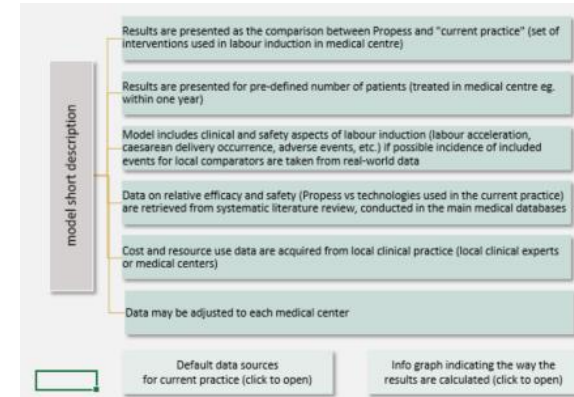 model short description
Results are presented as the comparison between Propess and "current practice" (set of
interventions used in labour induction in medical centre)
Results are presented for pre-defined number of patients (treated in medical centre eg.
within one year)
Model includes clinical and safety aspects of labour induction (labour acceleration,
caesarean delivery occurrence, adverse events, etc.) if possible incidence of included
events for local comparators are taken from real-world data
Data on relative efficacy and safety (Propess vs technologies used in the current practice)
are retrieved from systematic literature review, conducted in the main medical databases
Cost and resource use data are acquired from local clinical practice (local clinical experts
or medical centers)
Data may be adjusted to each medical center
Default data sources
for current practice (click to open)
Info graph indicating the way the
results are calculated (click to open)